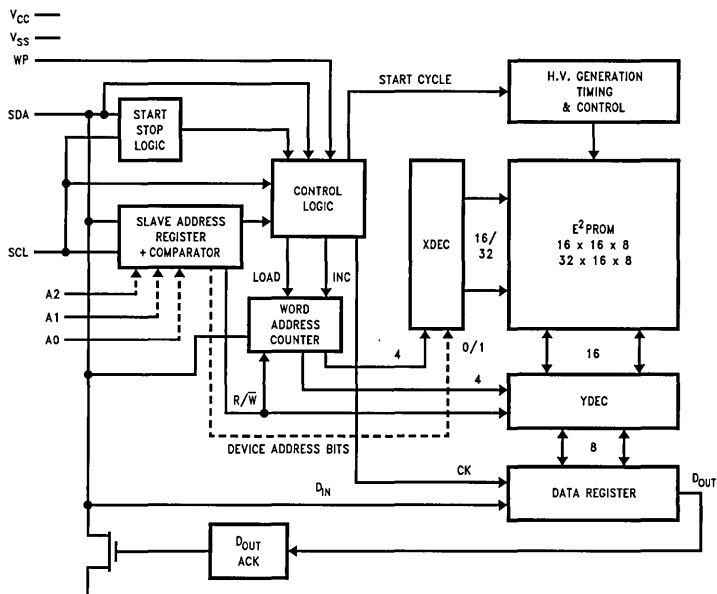 VCC
VSS
WP
SDA
START
STOP
LOGIC
START CYCLE
H.V. GENERATION
TIMING
& CONTROL
CONTROL
LOGIC
SLAVE ADDRESS
REGISTER
+ COMPARATOR
SCL
XDEC
16/
32
E²PROM
16 x 16 x 8
32 x 16 x 8
A2
A1
A0
LOAD
INC
WORD
ADDRESS
COUNTER
4
0/1
16
R/W̅
4
YDEC
DEVICE ADDRESS BITS
8
CK
DIN
DATA REGISTER
DOUT
DOUT
ACK